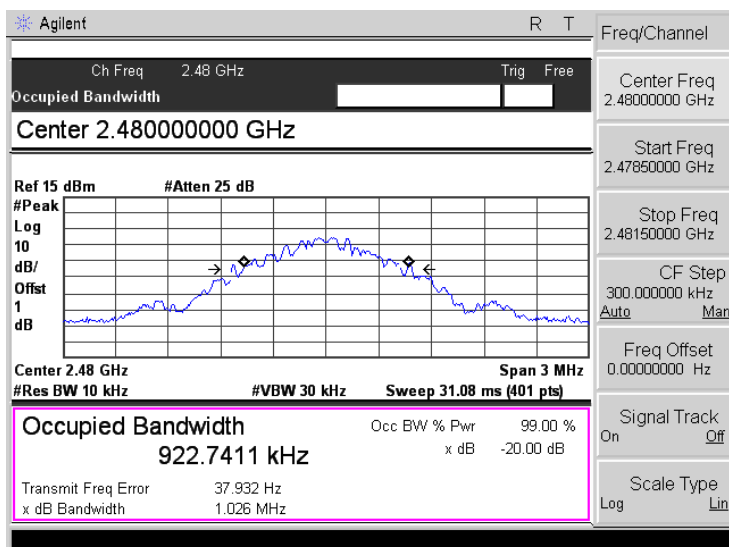 Agilent R T
Ch Freq 2.48 GHz Trig Free
Occupied Bandwidth
Center 2.480000000 GHz
Ref 15 dBm #Atten 25 dB
#Peak
Log
10
dB/
Offst
1
dB
Center 2.48 GHz Span 3 MHz
#Res BW 10 kHz #VBW 30 kHz Sweep 31.08 ms (401 pts)
Occupied Bandwidth
922.7411 kHz
Occ BW % Pwr 99.00 %
x dB -20.00 dB
Transmit Freq Error 37.932 Hz
x dB Bandwidth 1.026 MHz
Freq/Channel
Center Freq
2.48000000 GHz
Start Freq
2.47850000 GHz
Stop Freq
2.48150000 GHz
CF Step
300.000000 kHz
Auto Man
Freq Offset
0.00000000 Hz
Signal Track
On Off
Scale Type
Log Lin